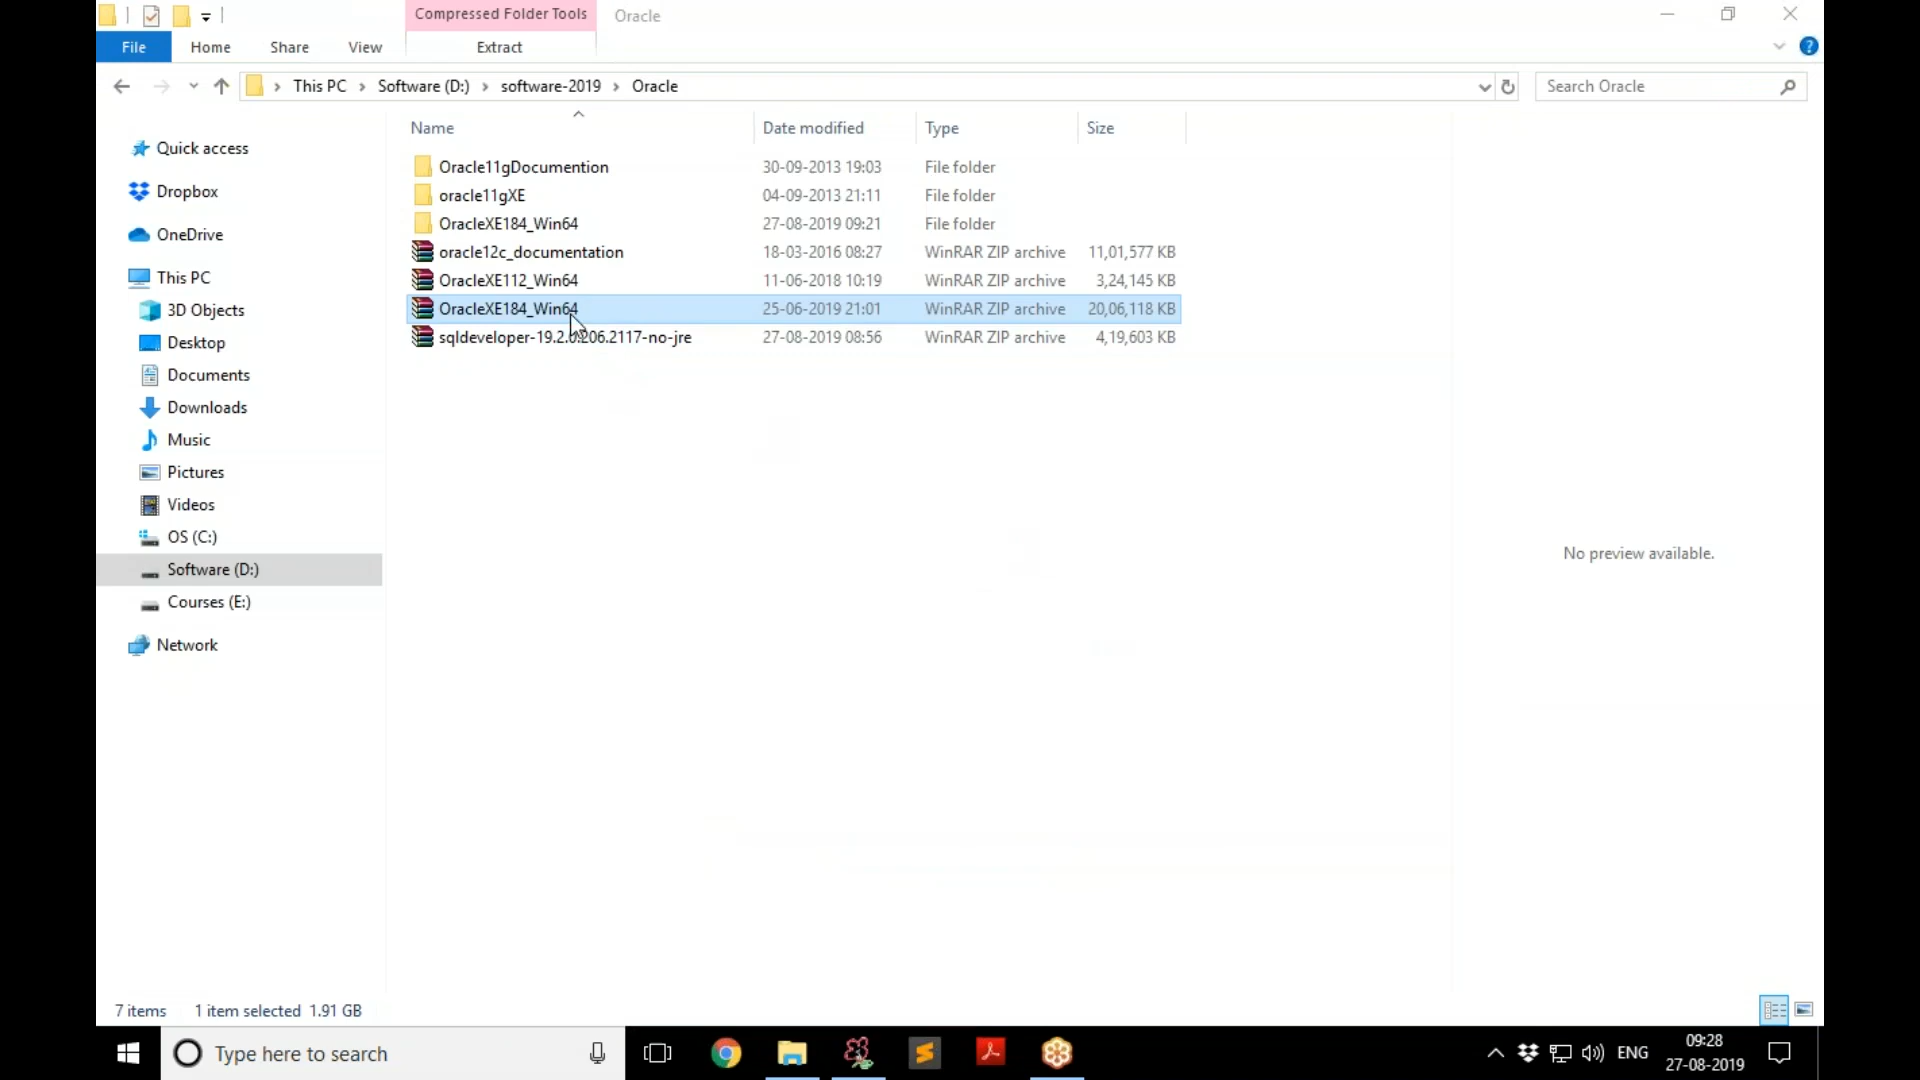 Compressed Folder Tools Oracle
File Home Share View Extract
This PC Software (D:) software-2019 Oracle Search Oracle
Name Date modified Type Size
Quick access
Dropbox
OneDrive
This PC
3D Objects
Desktop
Documents
Downloads
Music
Pictures
Videos
OS (C:)
Software (D:)
Courses (E:)
Network
Oracle11gDocumention 30-09-2013 19:03 File folder
oracle11gXE 04-09-2013 21:11 File folder
OracleXE184_Win64 27-08-2019 09:21 File folder
oracle12c_documentation 18-03-2016 08:27 WinRAR ZIP archive 11,01,577 KB
OracleXE112_Win64 11-06-2018 10:19 WinRAR ZIP archive 3,24,145 KB
OracleXE184_Win64 25-06-2019 21:01 WinRAR ZIP archive 20,06,118 KB
sqldeveloper-19.2.0.206.2117-no-jre 27-08-2019 08:56 WinRAR ZIP archive 4,19,603 KB
No preview available.
7 items 1 item selected 1.91 GB
Type here to search ENG 09:28
27-08-2019